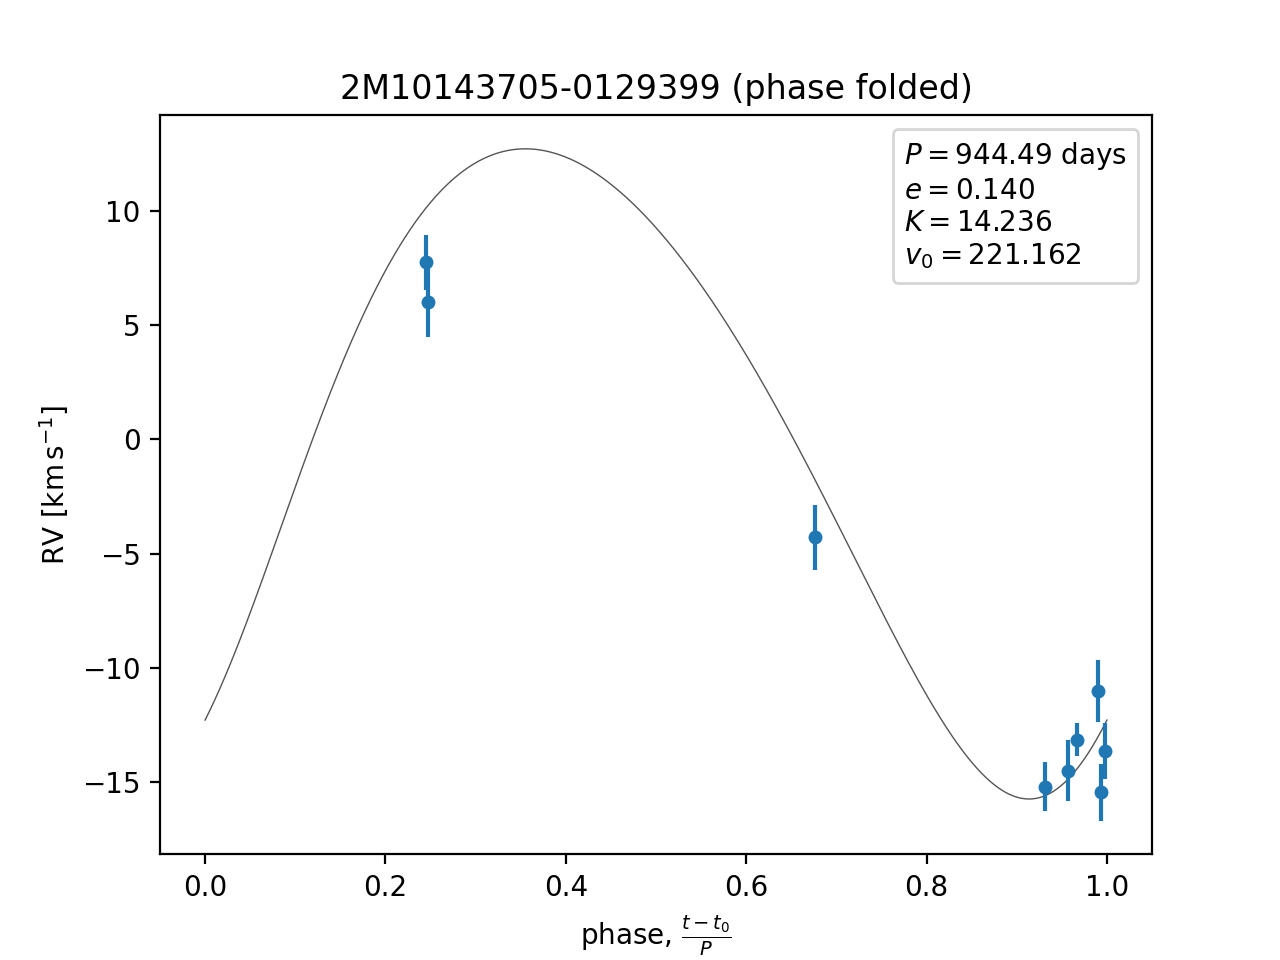 2M10143705-0129399 (phase folded)
P = 944.49 days
e = 0.140
K = 14.236
v₀ = 221.162
10
5
0
−5
−10
−15
RV [km s⁻¹]
0.0 0.2 0.4 0.6 0.8 1.0
phase, (t − t₀)/P